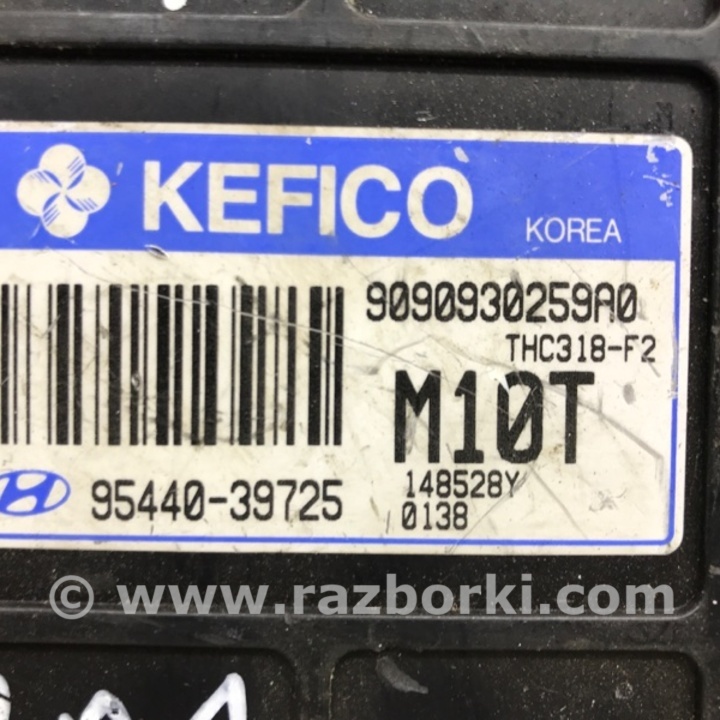 KEFICO KOREA
9090930259A0
THC318-F2
M10T
95440-39725
148528Y
0138
© www.razborki.com